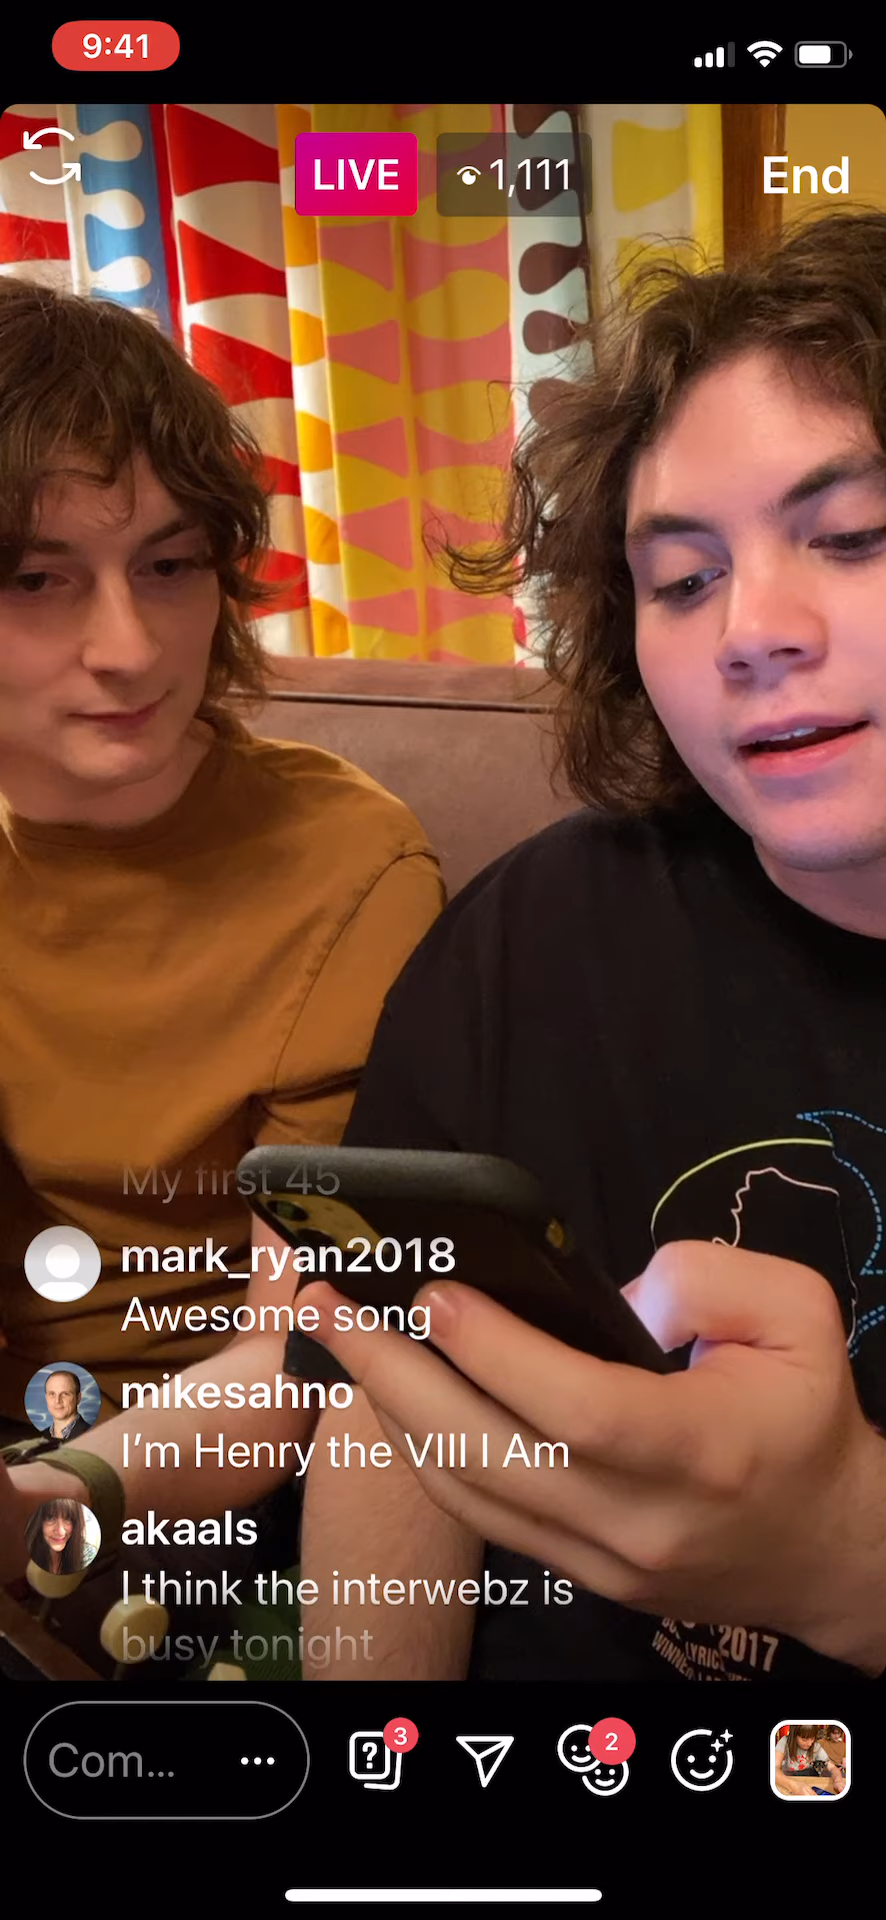 9:41
LIVE
1,111
End
My first 45
mark_ryan2018
Awesome song
mikesahno
I’m Henry the VIII I Am
akaals
I think the interwebz is
busy tonight
2017
LYRIC
Com... ...
?
3
2